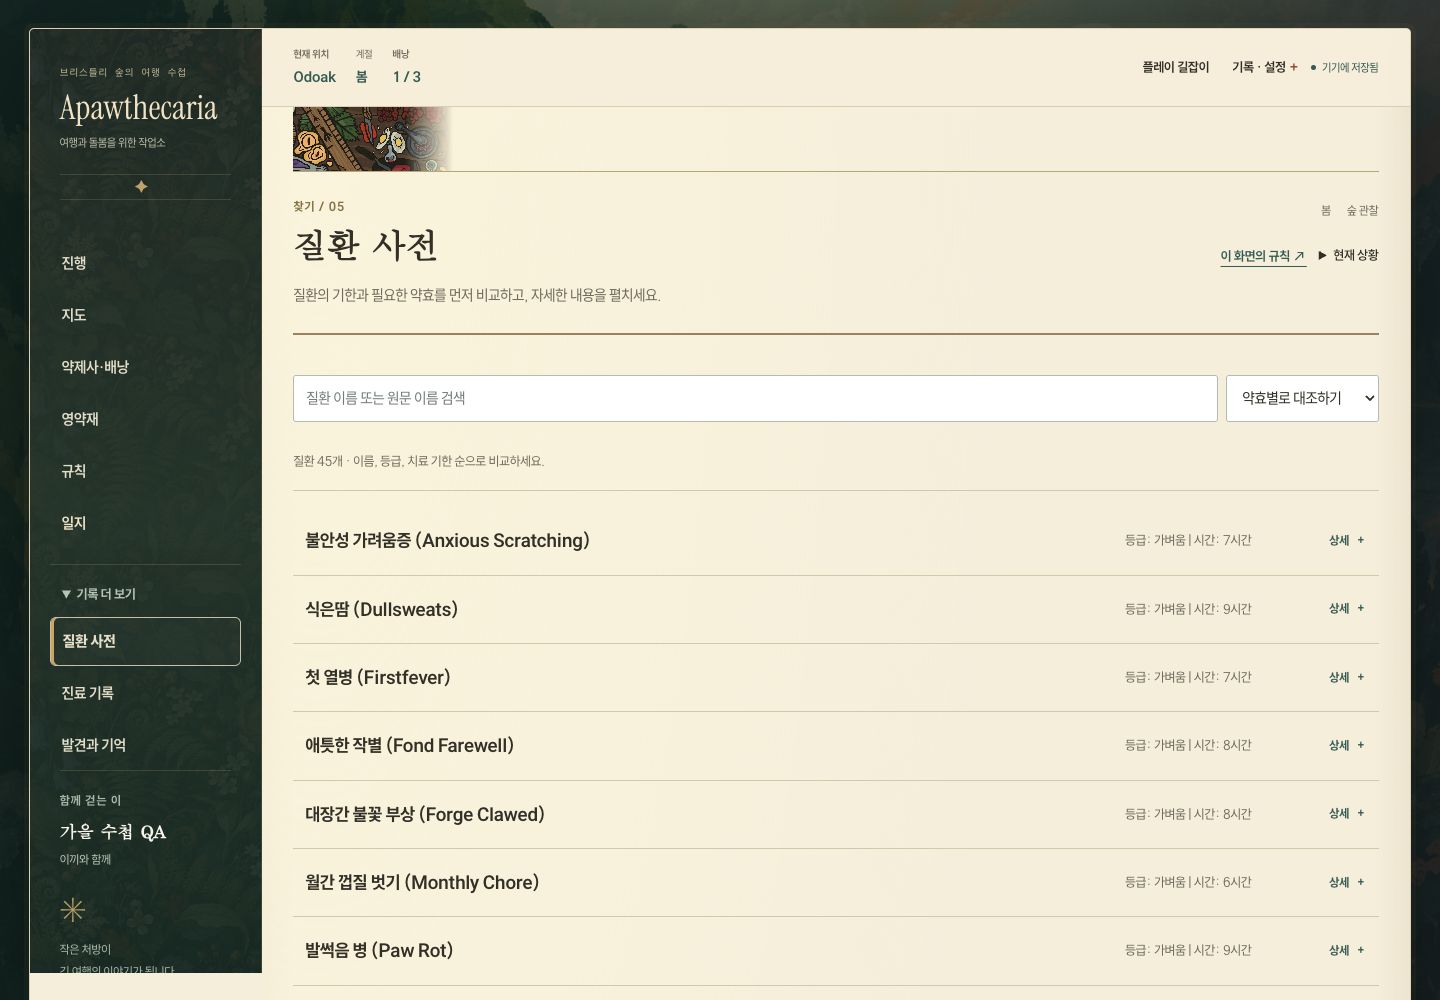 브리스틀리 숲의 여행 수첩
Apawthecaria
여행과 돌봄을 위한 작업소
진행
지도
약제사·배낭
영약재
규칙
일지
▼ 기록 더 보기
질환 사전
진료 기록
발견과 기억
함께 걷는 이
가을 수첩 QA
이끼와 함께
작은 처방이
긴 여행의 이야기가 됩니다
현재 위치 계절 배낭
Odoak 봄 1 / 3
플레이 길잡이 기록 · 설정 + 기기에 저장됨
찾기 / 05
봄 숲 관찰
질환 사전
이 화면의 규칙 ↗ ▶ 현재 상황
질환의 기한과 필요한 약효를 먼저 비교하고, 자세한 내용을 펼치세요.
질환 이름 또는 원문 이름 검색 약효별로 대조하기
질환 45개 · 이름, 등급, 치료 기한 순으로 비교하세요.
불안성 가려움증 (Anxious Scratching) 등급: 가벼움 | 시간: 7시간 상세 +
식은땀 (Dullsweats) 등급: 가벼움 | 시간: 9시간 상세 +
첫 열병 (Firstfever) 등급: 가벼움 | 시간: 7시간 상세 +
애틋한 작별 (Fond Farewell) 등급: 가벼움 | 시간: 8시간 상세 +
대장간 불꽃 부상 (Forge Clawed) 등급: 가벼움 | 시간: 8시간 상세 +
월간 껍질 벗기 (Monthly Chore) 등급: 가벼움 | 시간: 6시간 상세 +
발썩음 병 (Paw Rot) 등급: 가벼움 | 시간: 9시간 상세 +